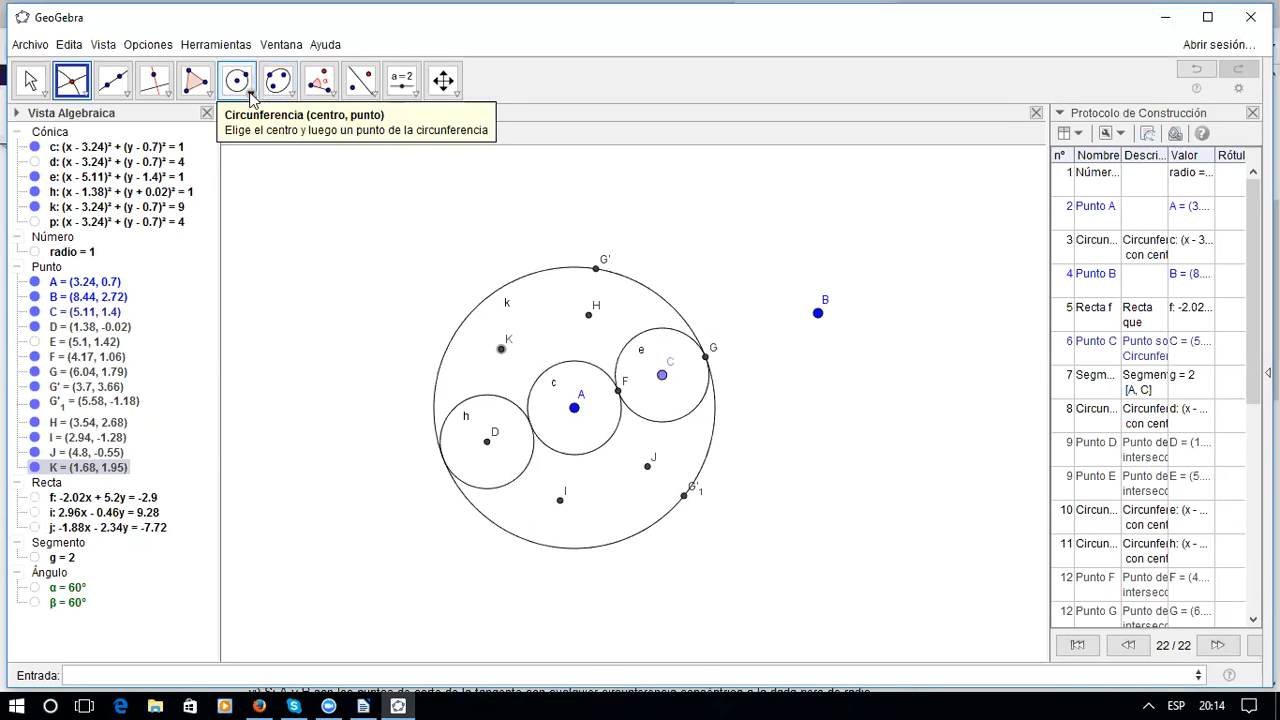 GeoGebra
Archivo Edita Vista Opciones Herramientas Ventana Ayuda
Abrir sesión...
a=2
Circunferencia (centro, punto)
Elige el centro y luego un punto de la circunferencia
Vista Algebraica
Cónica
c: (x - 3.24)² + (y - 0.7)² = 1
d: (x - 3.24)² + (y - 0.7)² = 4
e: (x - 5.11)² + (y - 1.4)² = 1
h: (x - 1.38)² + (y + 0.02)² = 1
k: (x - 3.24)² + (y - 0.7)² = 9
p: (x - 3.24)² + (y - 0.7)² = 4
Número
radio = 1
Punto
A = (3.24, 0.7)
B = (8.44, 2.72)
C = (5.11, 1.4)
D = (1.38, -0.02)
E = (5.1, 1.42)
F = (4.17, 1.06)
G = (6.04, 1.79)
G' = (3.7, 3.66)
G'₁ = (5.58, -1.18)
H = (3.54, 2.68)
I = (2.94, -1.28)
J = (4.8, -0.55)
K = (1.68, 1.95)
Recta
f: -2.02x + 5.2y = -2.9
i: 2.96x - 0.46y = 9.28
j: -1.88x - 2.34y = -7.72
Segmento
g = 2
Ángulo
α = 60°
β = 60°
G'
k
H
B
K
e
G
C
c
F
A
h
D
J
I
G'₁
Protocolo de Construcción
nº Nombre Descri... Valor Rótul
1 Númer... radio =...
2 Punto A A = (3....
3 Circun... Circunfer c: (x - 3...
con cent
4 Punto B B = (8....
5 Recta f Recta f: -2.02...
que
6 Punto C Punto so C = (5....
Circunfer
7 Segm... Segmen g = 2
[A, C]
8 Circun... Circunfer d: (x - ...
con cent
9 Punto D Punto de D = (1....
intersecc
9 Punto E Punto de E = (5....
intersecc
10 Circun... Circunfer e: (x - ...
con cent
11 Circun... Circunfer h: (x - ...
con cent
12 Punto F Punto de F = (4....
intersecc
12 Punto G Punto de G = (6....
intersecc
22 / 22
Entrada:
ESP 20:14